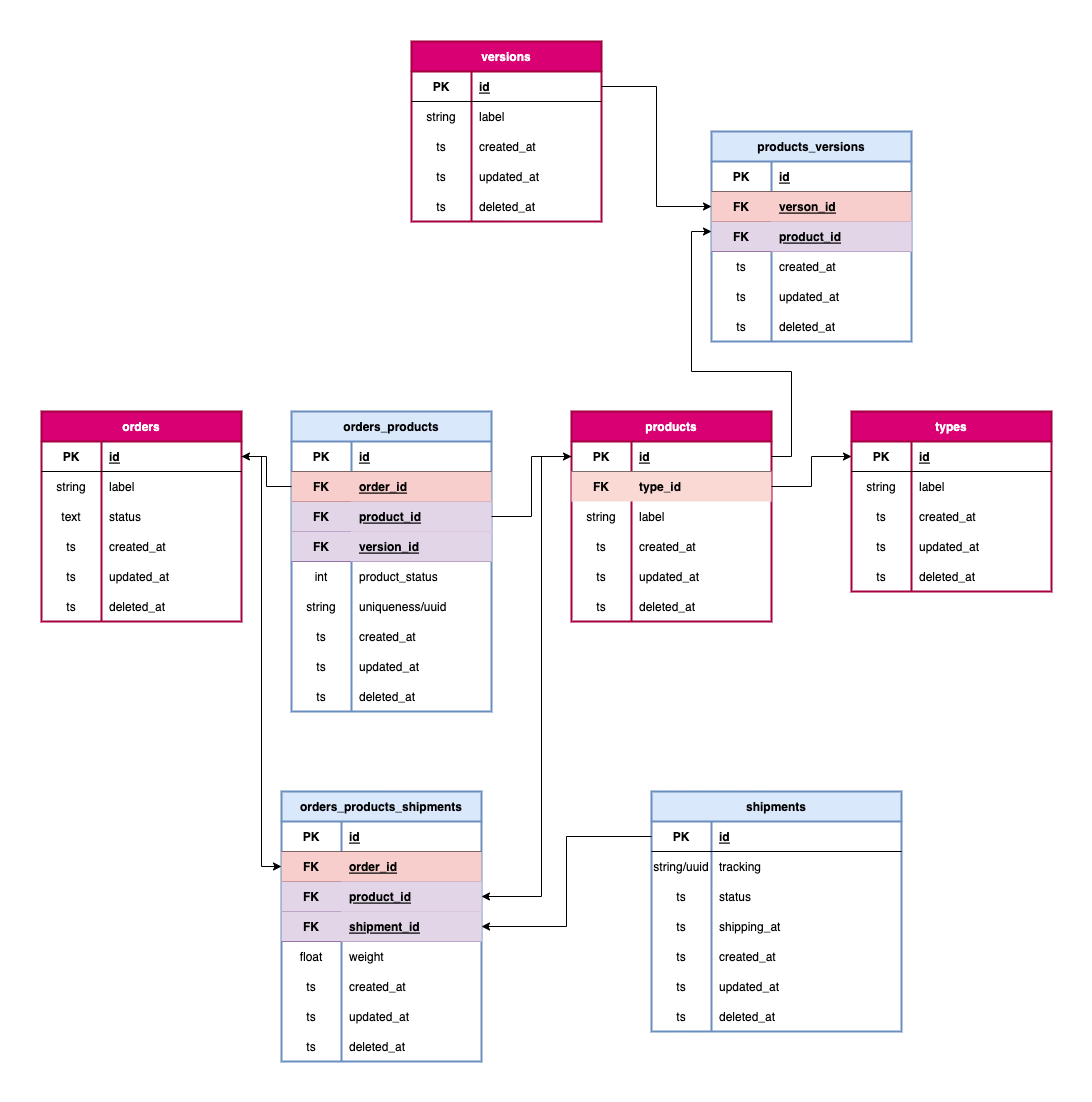 versions
PK id
string label
ts created_at
ts updated_at
ts deleted_at
products_versions
PK id
FK verson_id
FK product_id
ts created_at
ts updated_at
ts deleted_at
orders
PK id
string label
text status
ts created_at
ts updated_at
ts deleted_at
orders_products
PK id
FK order_id
FK product_id
FK version_id
int product_status
string uniqueness/uuid
ts created_at
ts updated_at
ts deleted_at
products
PK id
FK type_id
string label
ts created_at
ts updated_at
ts deleted_at
types
PK id
string label
ts created_at
ts updated_at
ts deleted_at
orders_products_shipments
PK id
FK order_id
FK product_id
FK shipment_id
float weight
ts created_at
ts updated_at
ts deleted_at
shipments
PK id
string/uuid tracking
ts status
ts shipping_at
ts created_at
ts updated_at
ts deleted_at